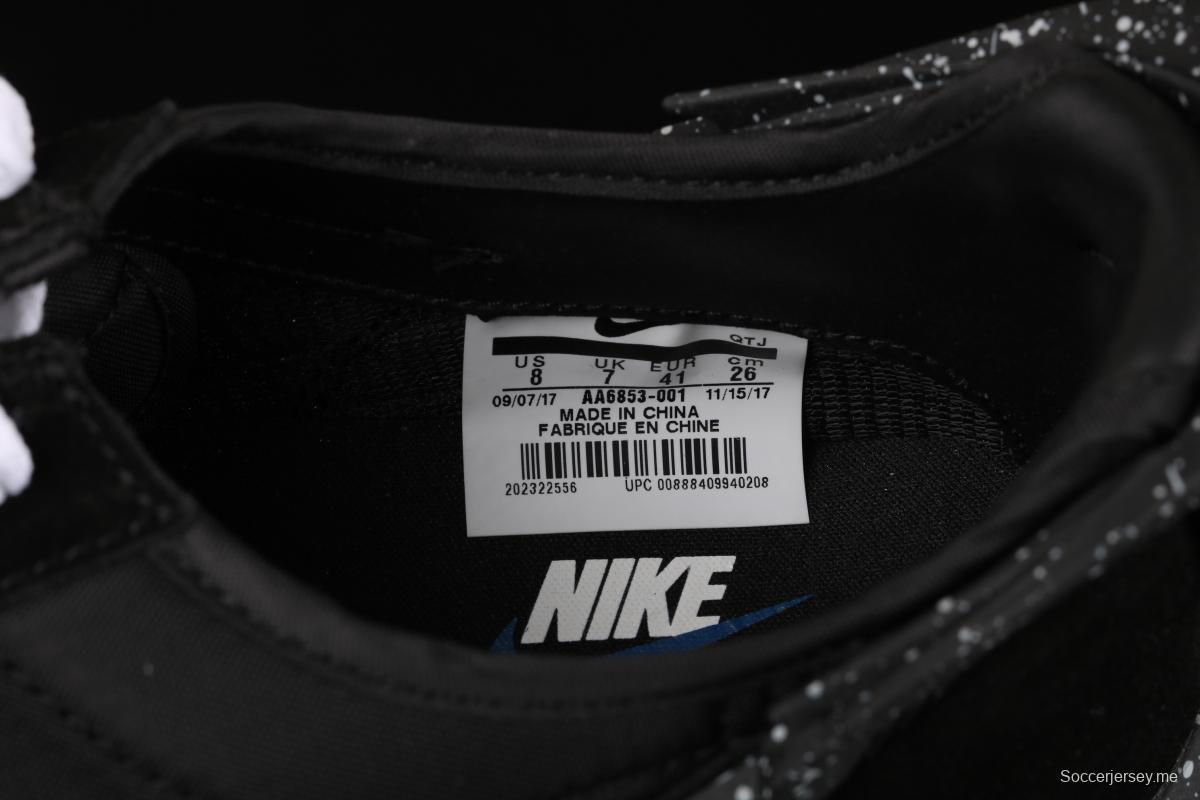 QTJ
US UK EUR cm
8 7 41 26
09/07/17 AA6853-001 11/15/17
MADE IN CHINA
FABRIQUE EN CHINE
202322556 UPC 00888409940208
NIKE
Soccerjersey.me